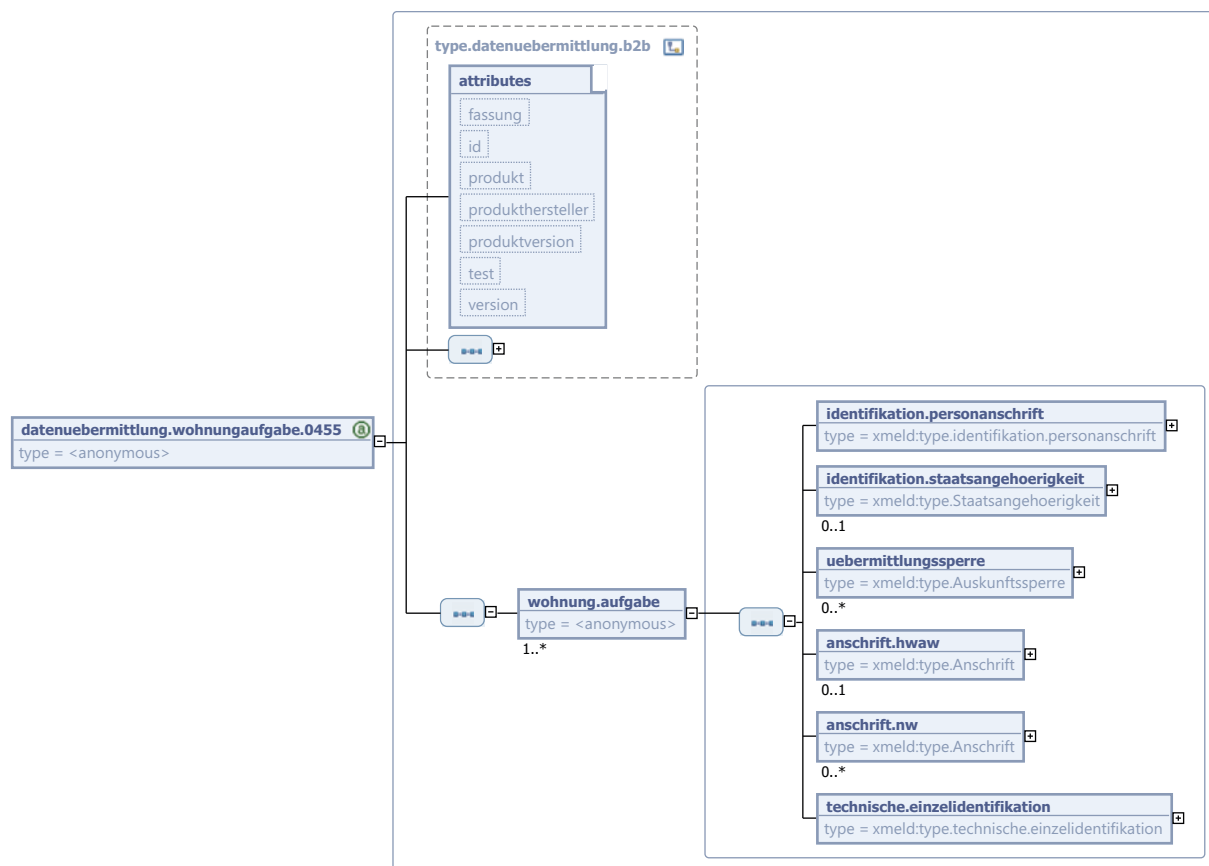 type.datenuebermittlung.b2b
attributes
fassung
id
produkt
produkthersteller
produktversion
test
version
datenuebermittlung.wohnungaufgabe.0455 a
type = <anonymous>
wohnung.aufgabe
type = <anonymous>
1..*
identifikation.personanschrift
type = xmeld:type.identifikation.personanschrift
identifikation.staatsangehoerigkeit
type = xmeld:type.Staatsangehoerigkeit
0..1
uebermittlungssperre
type = xmeld:type.Auskunftssperre
0..*
anschrift.hwaw
type = xmeld:type.Anschrift
0..1
anschrift.nw
type = xmeld:type.Anschrift
0..*
technische.einzelidentifikation
type = xmeld:type.technische.einzelidentifikation